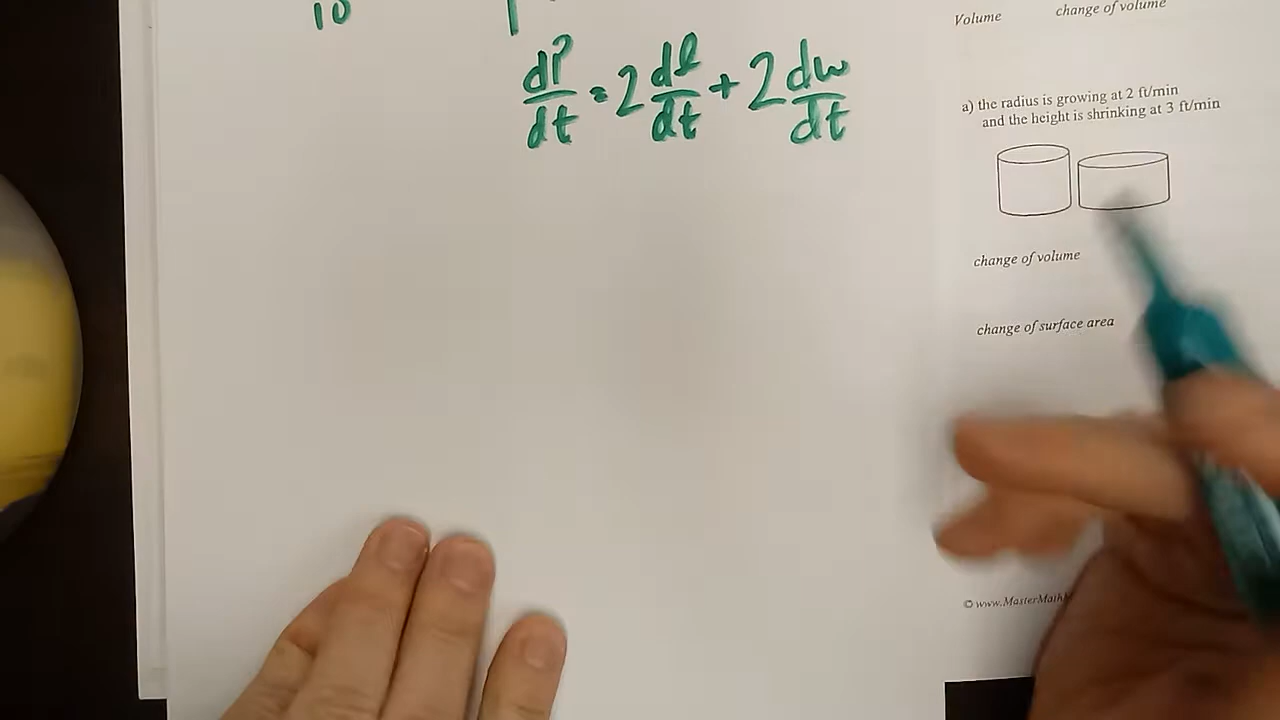 10
dP/dt = 2 dl/dt + 2 dw/dt
Volume change of volume
a) the radius is growing at 2 ft/min
and the height is shrinking at 3 ft/min
change of volume
change of surface area
© www.MasterMath